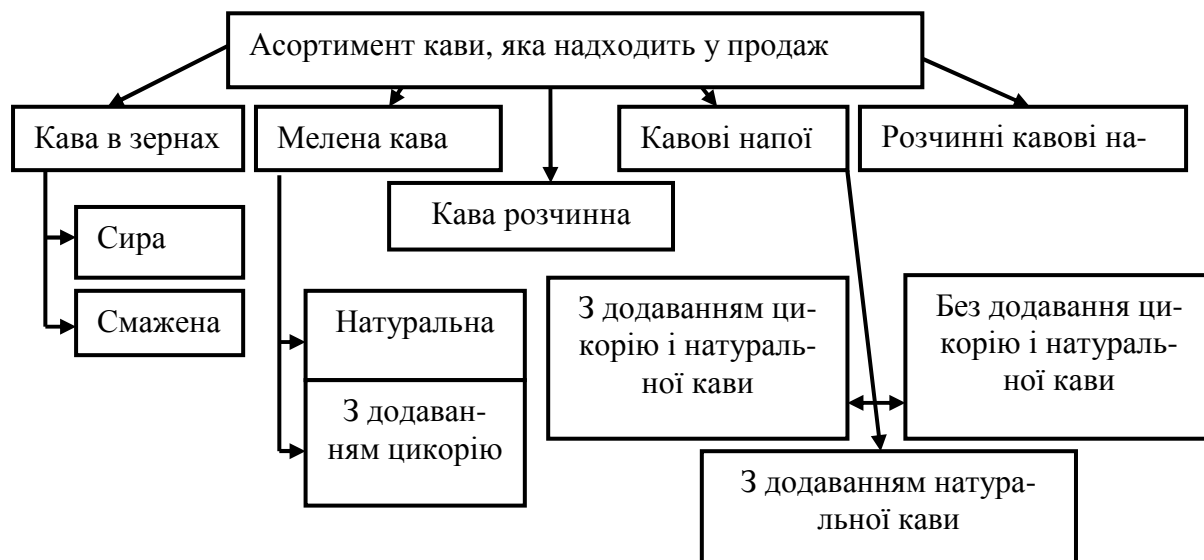 Асортимент кави, яка надходить у продаж
Кава в зернах
Мелена кава
Кавові напої
Розчинні кавові на-
Кава розчинна
Сира
Смажена
Натуральна
З додаван-
ням цикорію
З додаванням ци-
корію і натураль-
ної кави
Без додавання ци-
корію і натураль-
ної кави
З додаванням натура-
льної кави